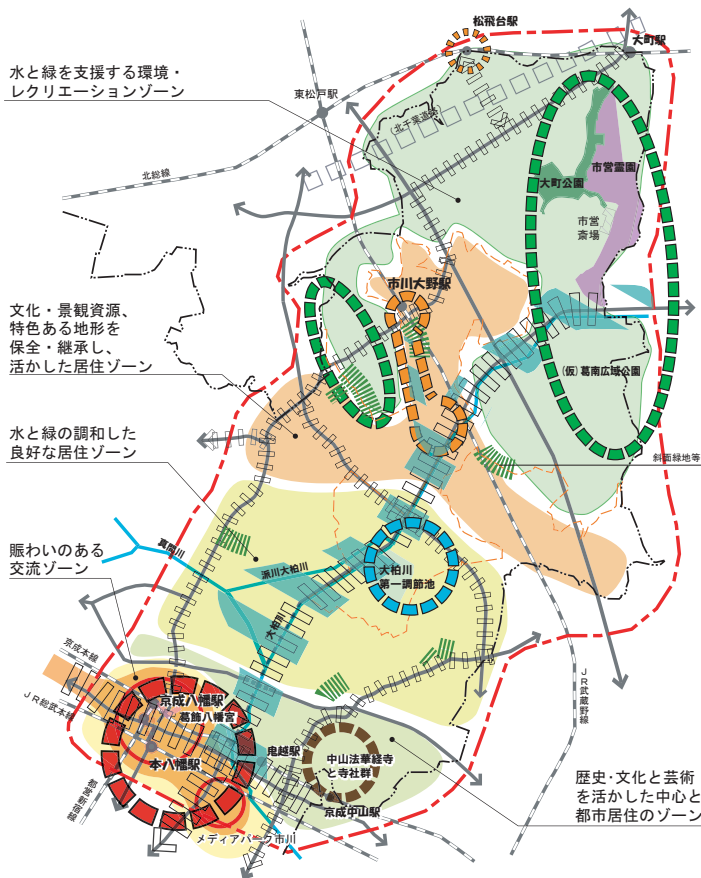 松飛台駅
大町駅
水と緑を支援する環境・
レクリエーションゾーン
東松戸駅
北千葉道路
北総線
市営霊園
大町公園
市営
斎場
市川大野駅
文化・景観資源、
特色ある地形を
保全・継承し、
活かした居住ゾーン
(仮)葛南広域公園
水と緑の調和した
良好な居住ゾーン
斜面緑地等
真間川
賑わいのある
交流ゾーン
派川大柏川
大柏川
第一調節池
大柏川
京成本線
JR総武本線
京成八幡駅
葛飾八幡宮
本八幡駅
鬼越駅
中山法華経寺
と寺社群
JR武蔵野線
都営新宿線
京成中山駅
メディアパーク市川
歴史・文化と芸術
を活かした中心と
都市居住のゾーン